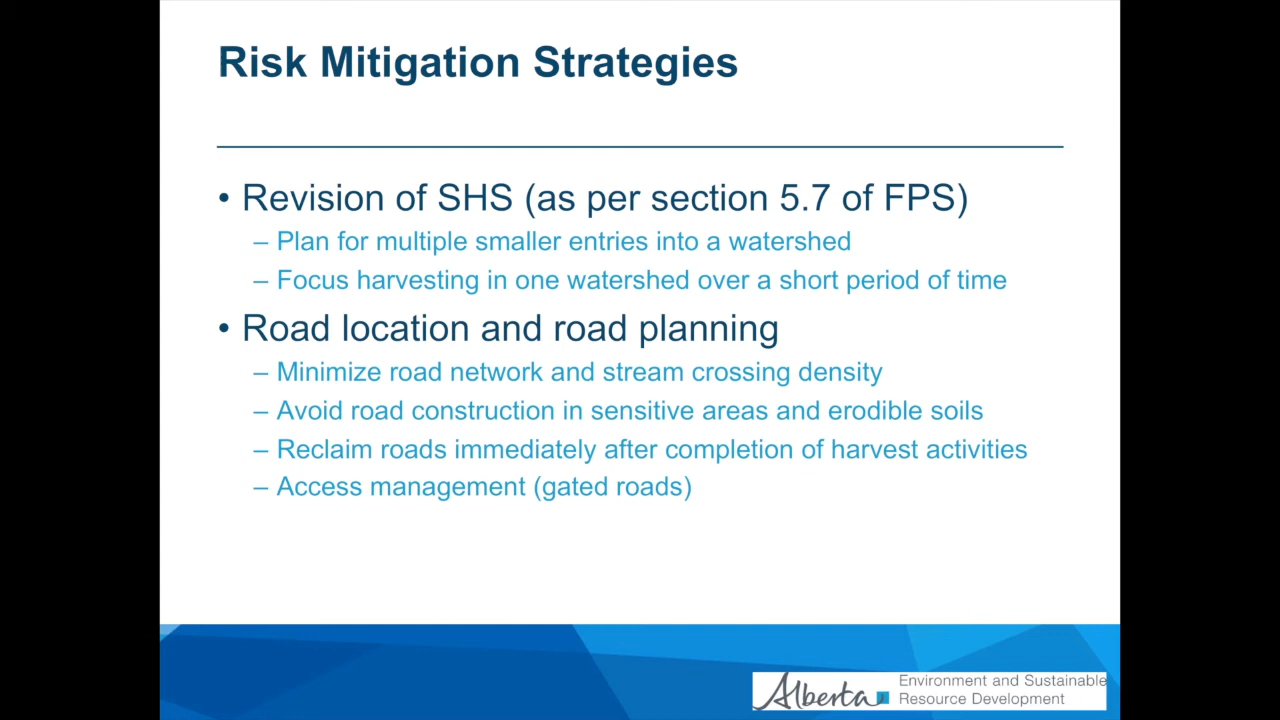 Risk Mitigation Strategies
• Revision of SHS (as per section 5.7 of FPS)
– Plan for multiple smaller entries into a watershed
– Focus harvesting in one watershed over a short period of time
• Road location and road planning
– Minimize road network and stream crossing density
– Avoid road construction in sensitive areas and erodible soils
– Reclaim roads immediately after completion of harvest activities
– Access management (gated roads)
Alberta
Environment and Sustainable
Resource Development